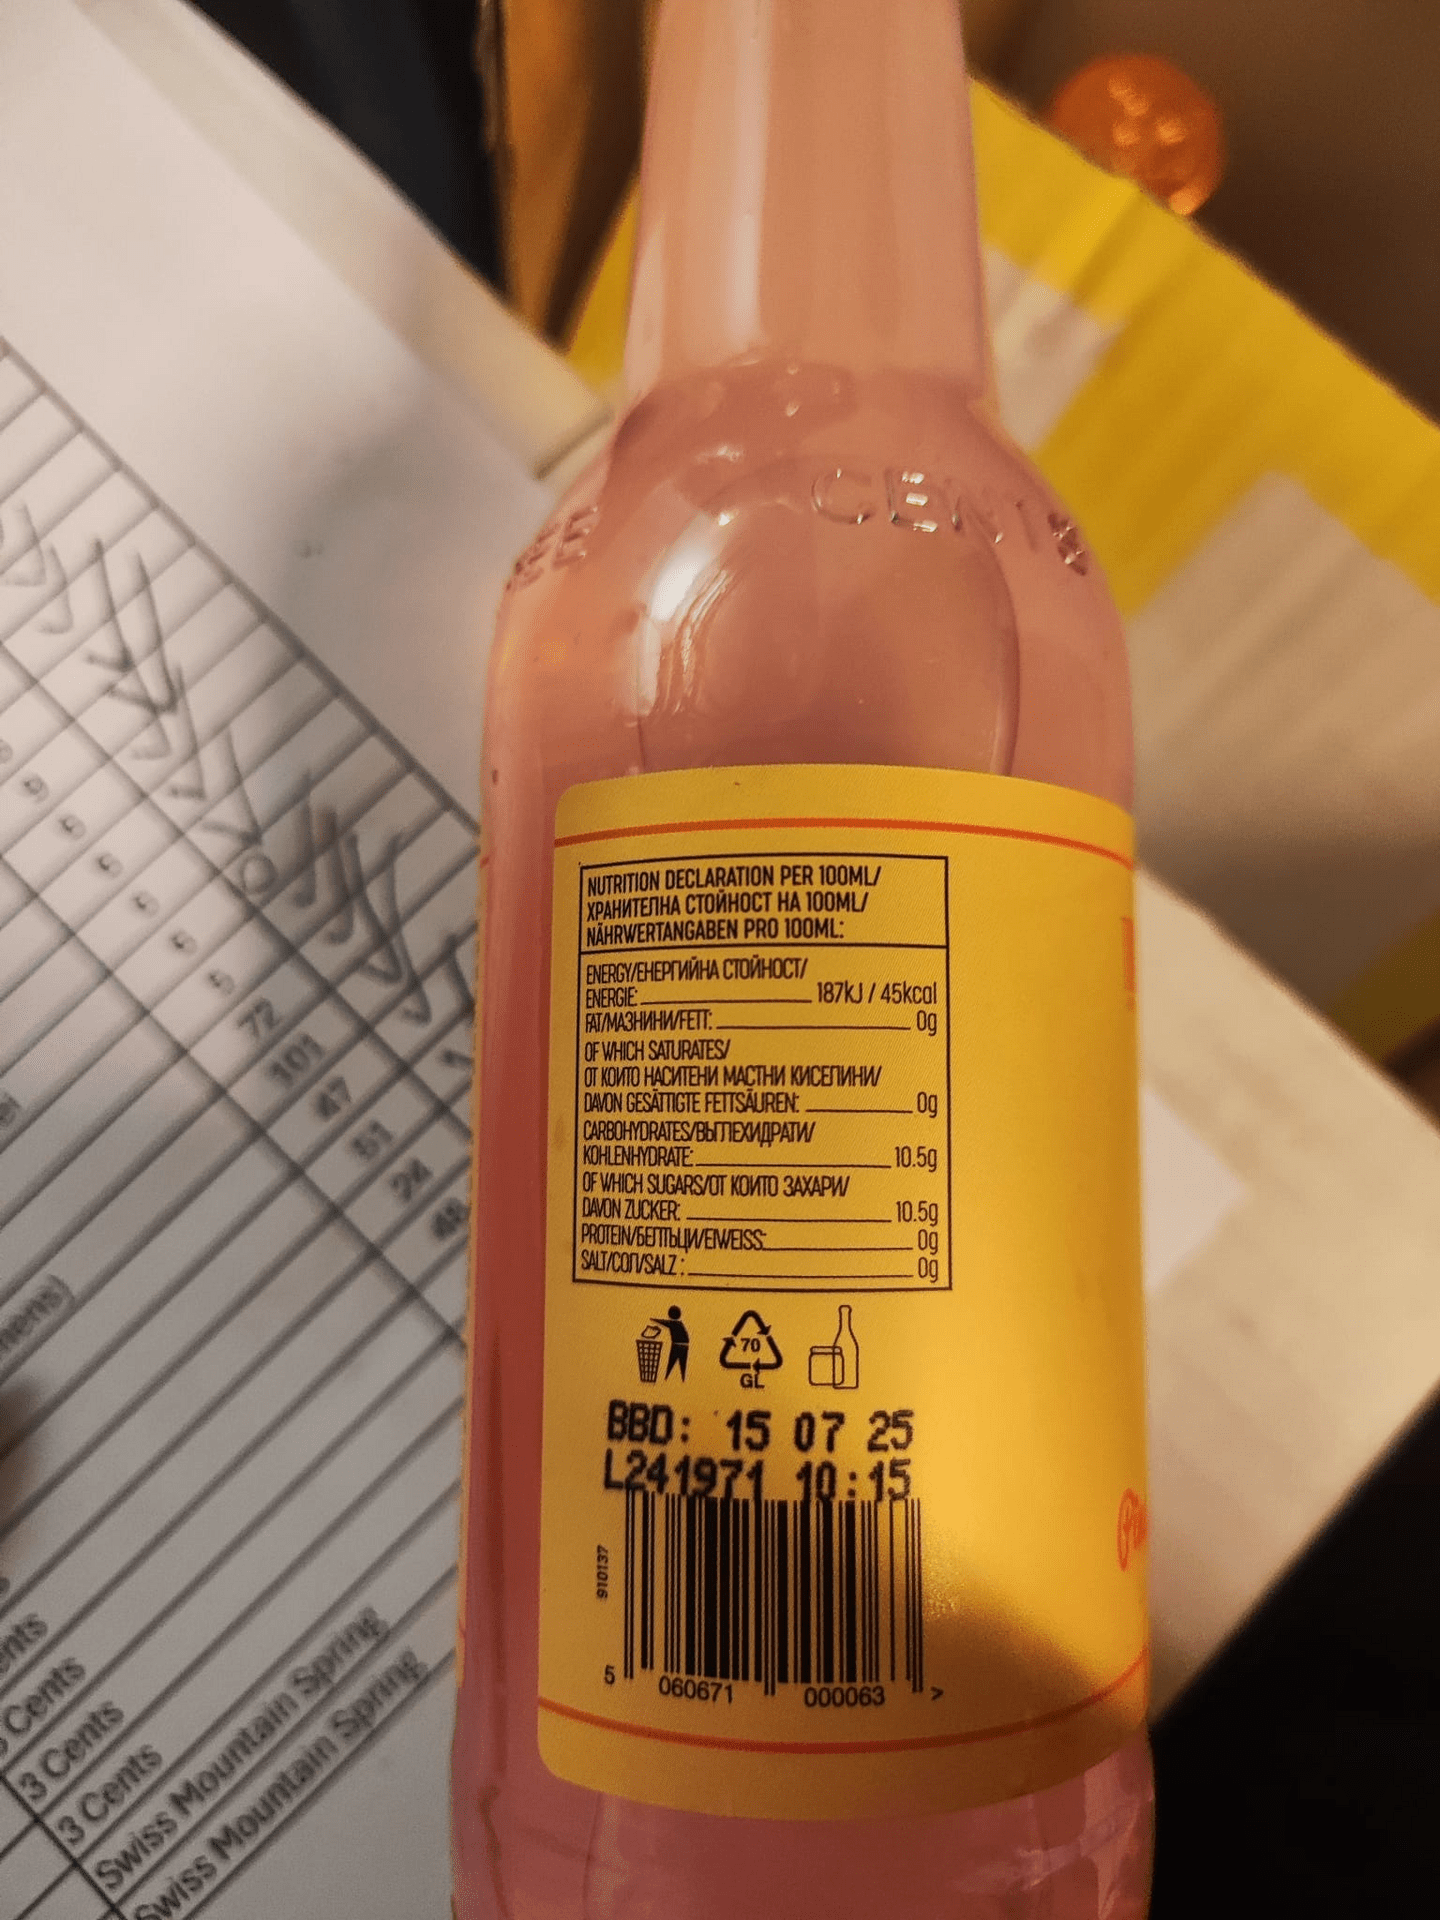 CENTS
NUTRITION DECLARATION PER 100ML/
ХРАНИТЕЛНА СТОЙНОСТ НА 100ML/
NÄHRWERTANGABEN PRO 100ML:
ENERGY/ЕНЕРГИЙНА СТОЙНОСТ/
ENERGIE: 187kJ / 45kcal
FAT/МАЗНИНИ/FETT: 0g
OF WHICH SATURATES/
ОТ КОИТО НАСИТЕНИ МАСТНИ КИСЕЛИНИ/
DAVON GESÄTTIGTE FETTSÄUREN: 0g
CARBOHYDRATES/ВЪГЛЕХИДРАТИ/
KOHLENHYDRATE: 10.5g
OF WHICH SUGARS/ОТ КОИТО ЗАХАРИ/
DAVON ZUCKER: 10.5g
PROTEIN/БЕЛТЪЦИ/EIWEISS: 0g
SALT/СОЛ/SALZ : 0g
70
GL
BBD: 15 07 25
L241971 10:15
910137
5 060671 000063 >
72
101
47
51
24
48
Cents
3 Cents
3 Cents
Swiss Mountain Spring
Swiss Mountain Spring